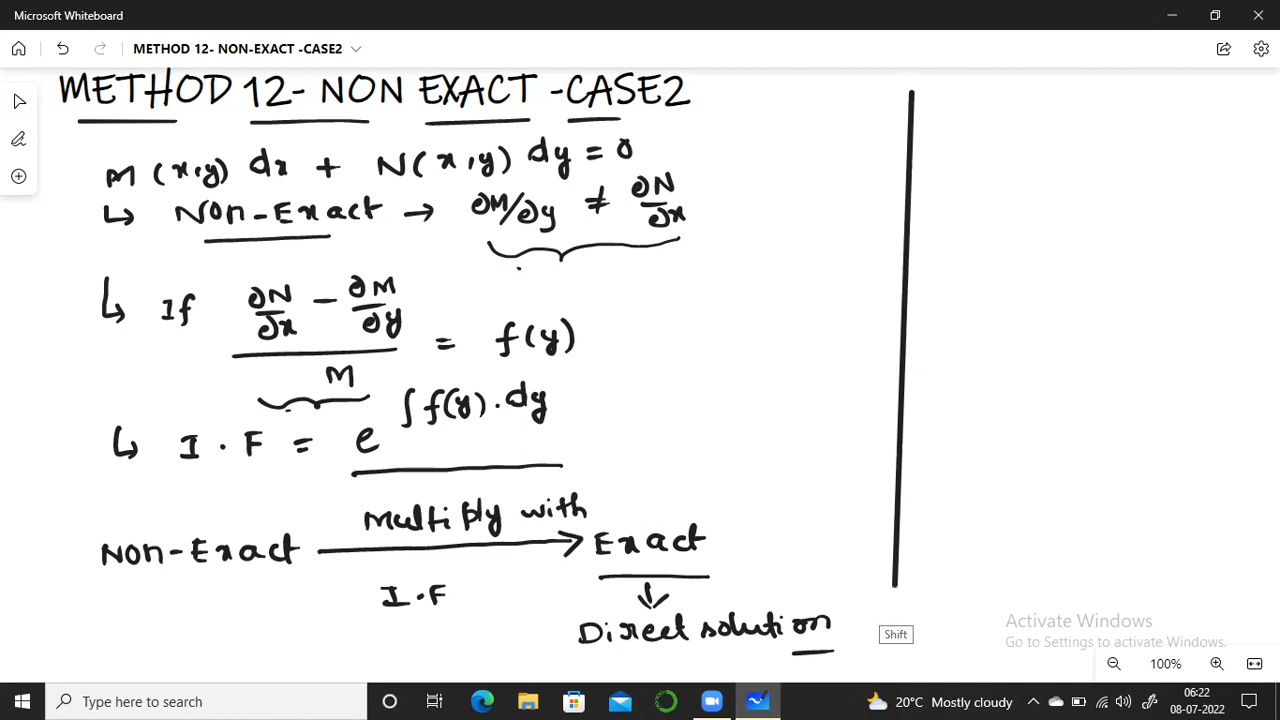 Microsoft Whiteboard
METHOD 12- NON-EXACT -CASE2
METHOD 12- NON EXACT -CASE2
M (x,y) dx + N(x,y) dy = 0
↳ Non-Exact → ∂M/∂y ≠ ∂N/∂x
↳ If (∂N/∂x - ∂M/∂y)/M = f(y)
↳ I.F = e^∫f(y).dy
Non-Exact multiply with I.F → Exact
↓
Direct solution
Shift
Activate Windows
Go to Settings to activate Windows.
100%
Type here to search
20°C Mostly cloudy
06:22
08-07-2022